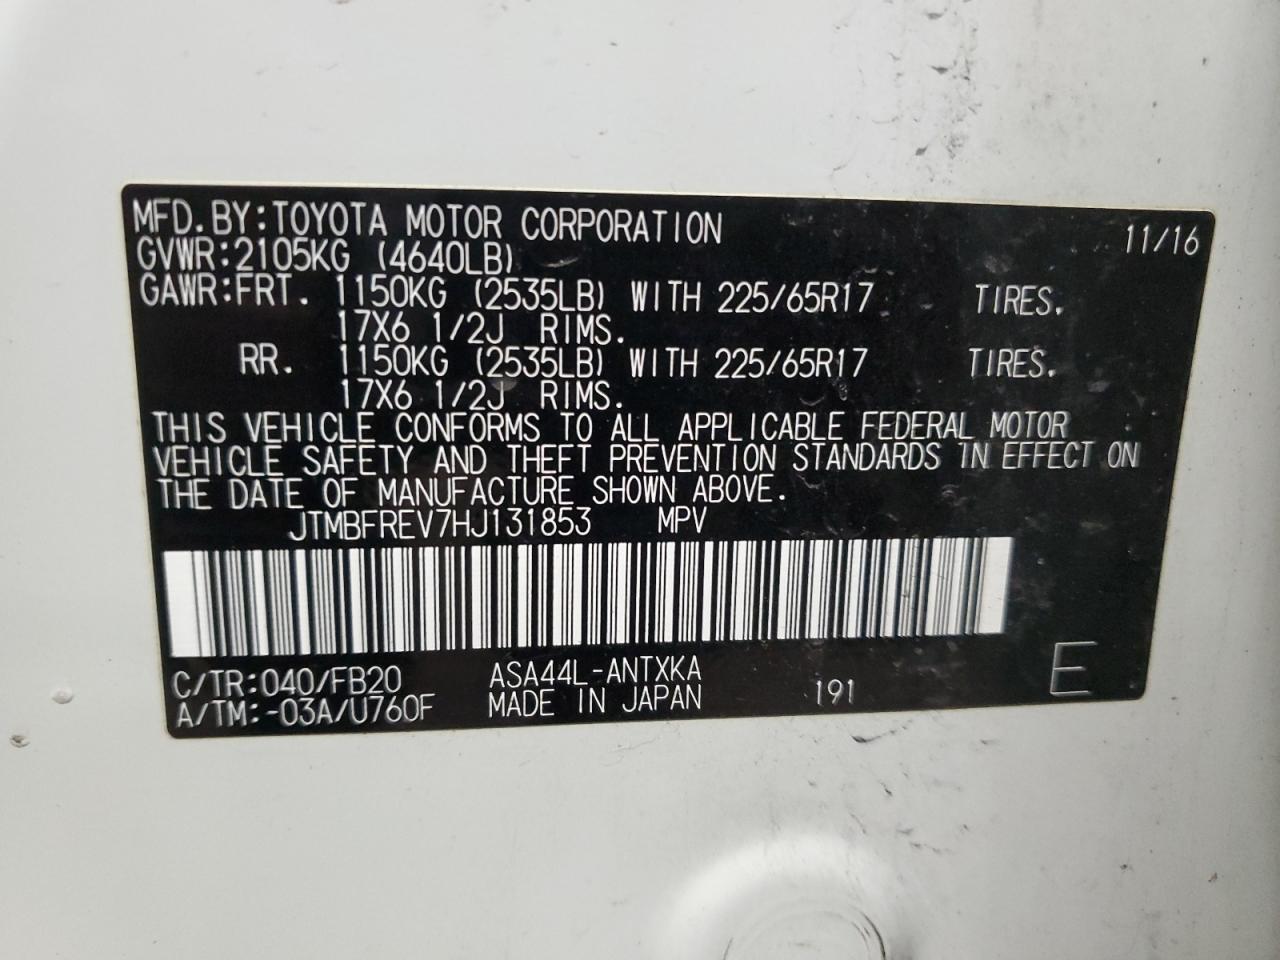 MFD. BY: TOYOTA MOTOR CORPORATION 11/16
GVWR: 2105KG (4640LB)
GAWR: FRT. 1150KG (2535LB) WITH 225/65R17 TIRES.
17X6 1/2J RIMS.
RR. 1150KG (2535LB) WITH 225/65R17 TIRES.
17X6 1/2J RIMS.
THIS VEHICLE CONFORMS TO ALL APPLICABLE FEDERAL MOTOR
VEHICLE SAFETY AND THEFT PREVENTION STANDARDS IN EFFECT ON
THE DATE OF MANUFACTURE SHOWN ABOVE.
JTMBFREV7HJ131853 MPV
C/TR: 040/FB20 ASA44L-ANTXKA
A/TM: -03A/U760F MADE IN JAPAN 191 E